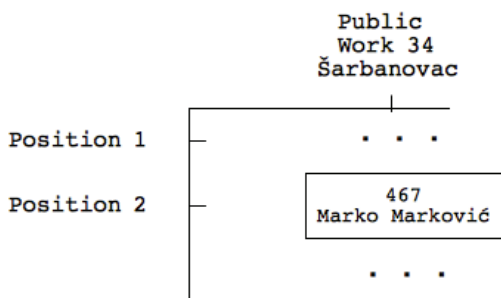 Public
Work 34
Šarbanovac
Position 1
. . .
Position 2
467
Marko Marković
. . .